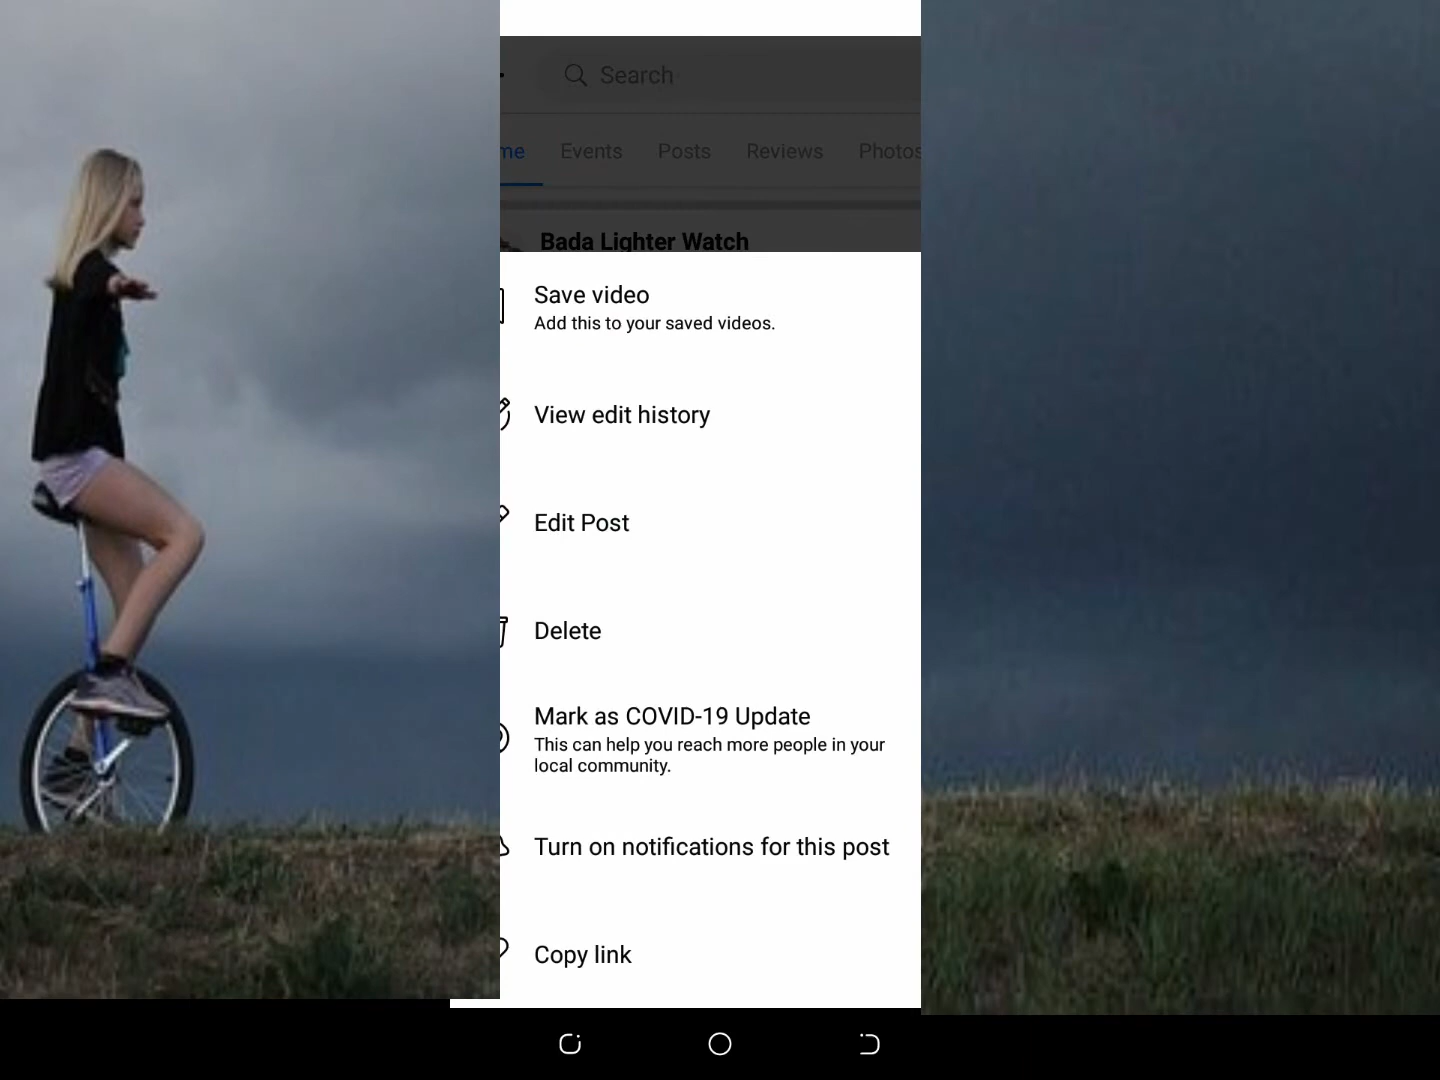 Search
me Events Posts Reviews Photos
Bada Lighter Watch
Save video
Add this to your saved videos.
View edit history
Edit Post
Delete
Mark as COVID-19 Update
This can help you reach more people in your
local community.
Turn on notifications for this post
Copy link